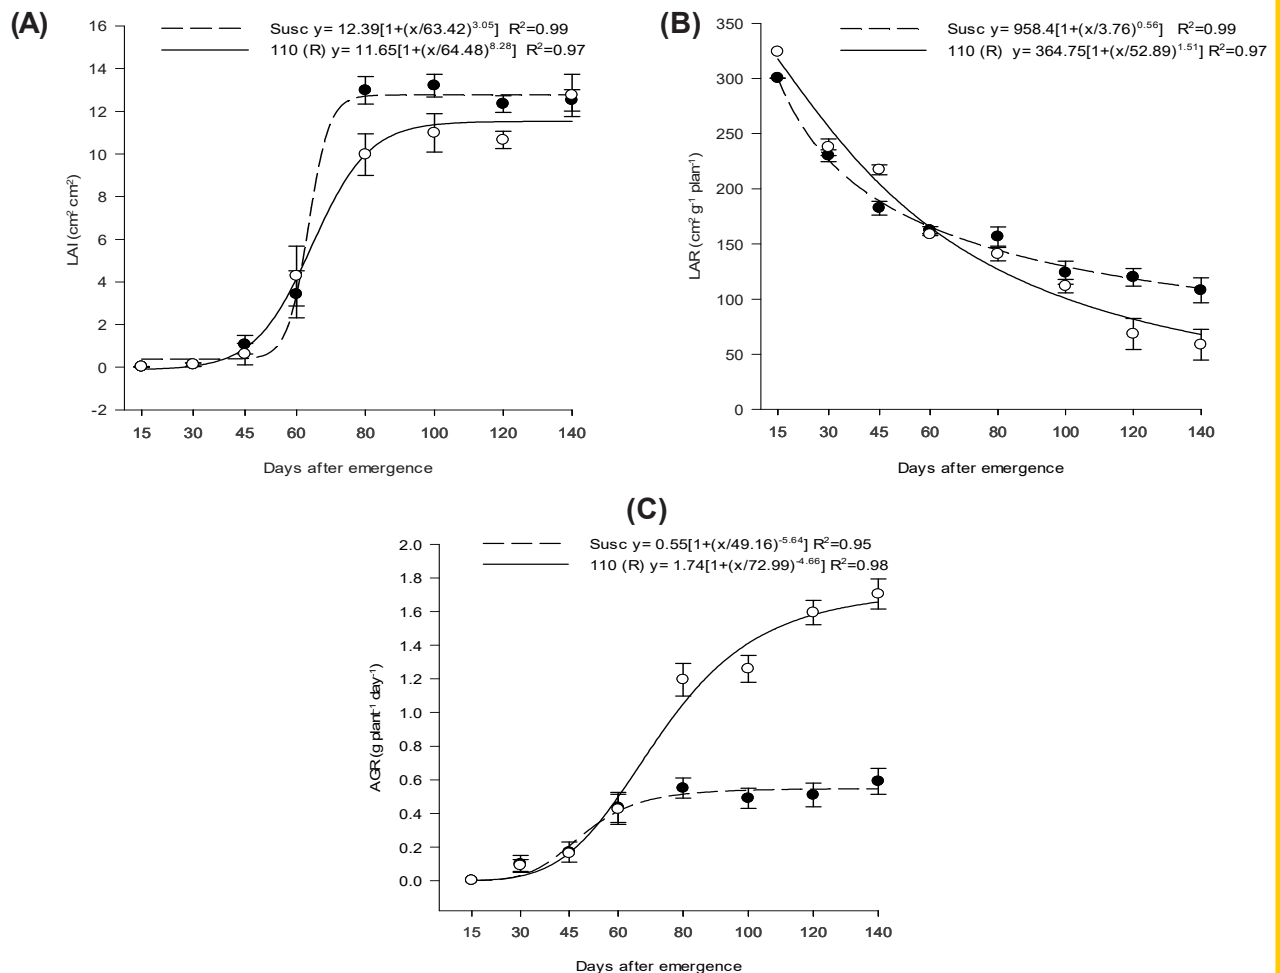 (A)
Susc y= 12.39[1+(x/63.42)^3.05] R²=0.99
110 (R) y= 11.65[1+(x/64.48)^8.28] R²=0.97
16
14
12
10
8
6
4
2
0
-2
LAI (cm² cm²)
15 30 45 60 80 100 120 140
Days after emergence
(B)
Susc y= 958.4[1+(x/3.76)^0.56] R²=0.99
110 (R) y= 364.75[1+(x/52.89)^1.51] R²=0.97
350
300
250
200
150
100
50
0
LAR (cm² g⁻¹ plan⁻¹)
15 30 45 60 80 100 120 140
Days after emergence
(C)
Susc y= 0.55[1+(x/49.16)^-5.64] R²=0.95
110 (R) y= 1.74[1+(x/72.99)^-4.66] R²=0.98
2.0
1.8
1.6
1.4
1.2
1.0
0.8
0.6
0.4
0.2
0.0
AGR (g plant⁻¹ day⁻¹)
15 30 45 60 80 100 120 140
Days after emergence